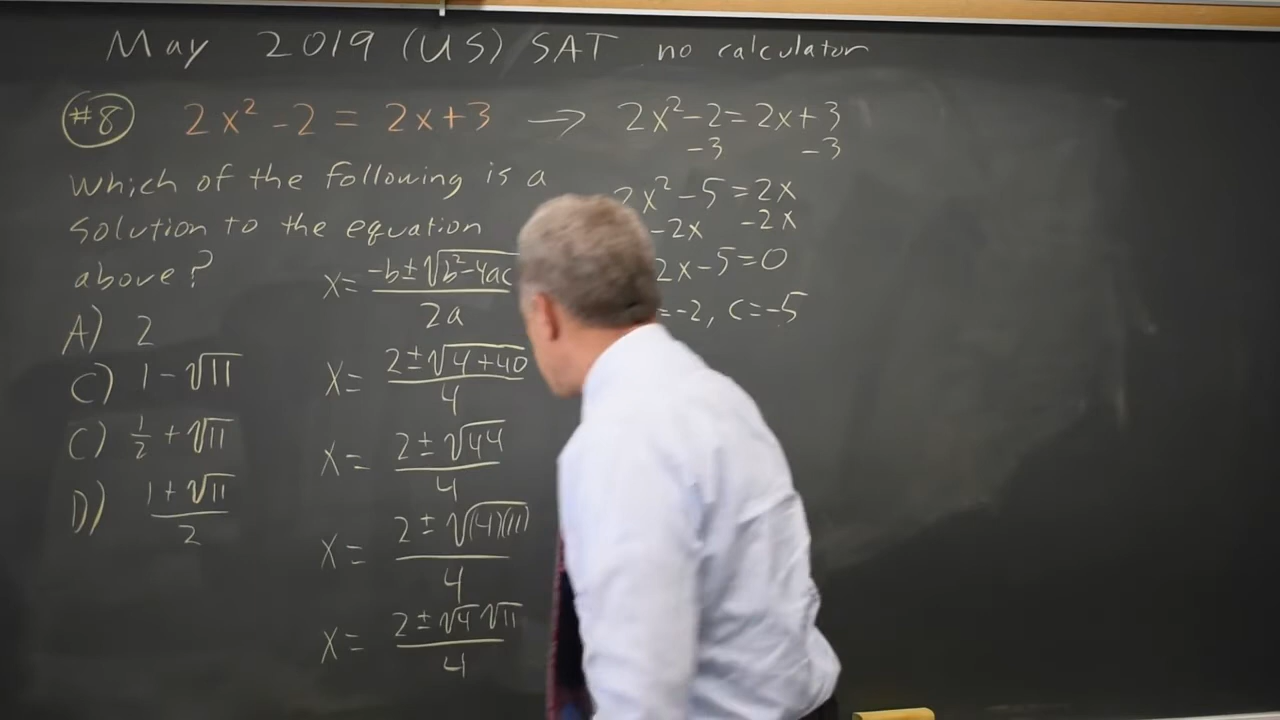 May 2019 (US) SAT no calculator
#8 2x² - 2 = 2x + 3 → 2x² - 2 = 2x + 3
-3 -3
Which of the following is a
solution to the equation
above?
A) 2
C) 1 - √11
C) 1/2 + √11
D) (1 + √11)/2
x = (-b ± √(b² - 4ac))/2a
x = (2 ± √(4 + 40))/4
x = (2 ± √44)/4
x = (2 ± √((4)(11)))/4
x = (2 ± √4 √11)/4
2x² - 5 = 2x
-2x -2x
2x - 5 = 0
= -2, c = -5